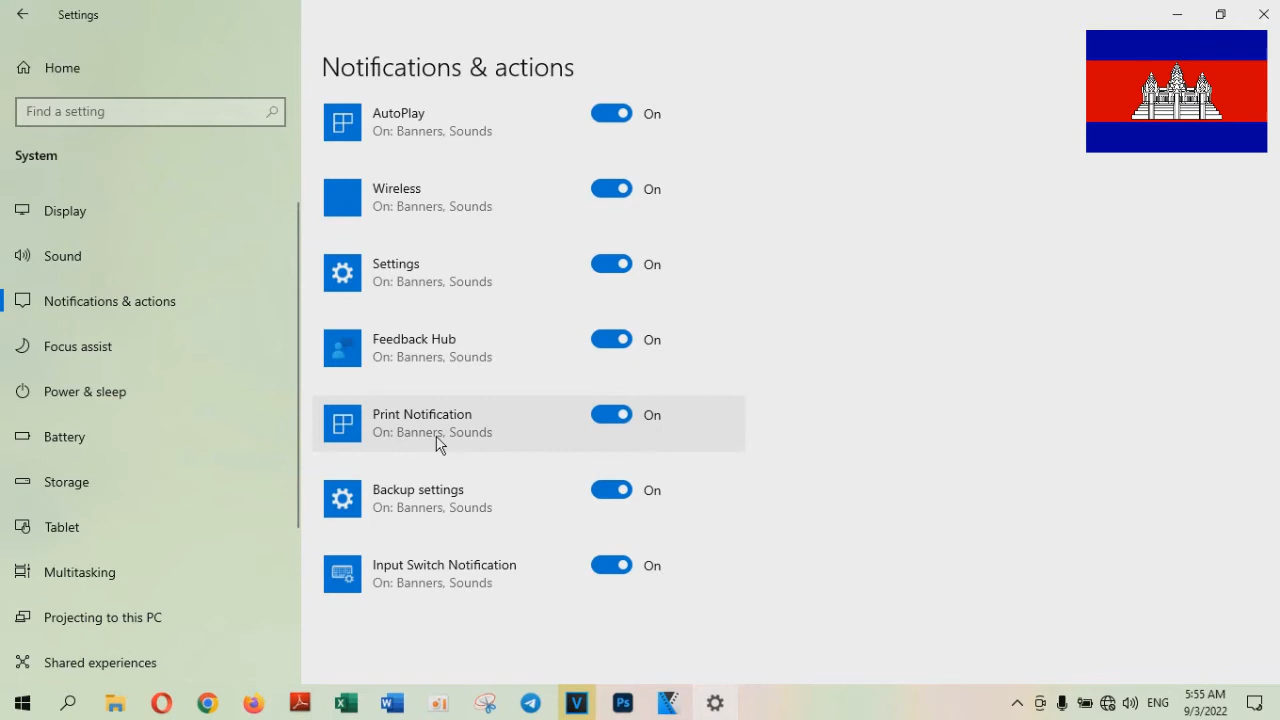 Settings
Home
Find a setting
System
Display
Sound
Notifications & actions
Focus assist
Power & sleep
Battery
Storage
Tablet
Multitasking
Projecting to this PC
Shared experiences
Notifications & actions
AutoPlay
On: Banners, Sounds
On
Wireless
On: Banners, Sounds
On
Settings
On: Banners, Sounds
On
Feedback Hub
On: Banners, Sounds
On
Print Notification
On: Banners, Sounds
On
Backup settings
On: Banners, Sounds
On
Input Switch Notification
On: Banners, Sounds
On
ENG
5:55 AM
9/3/2022